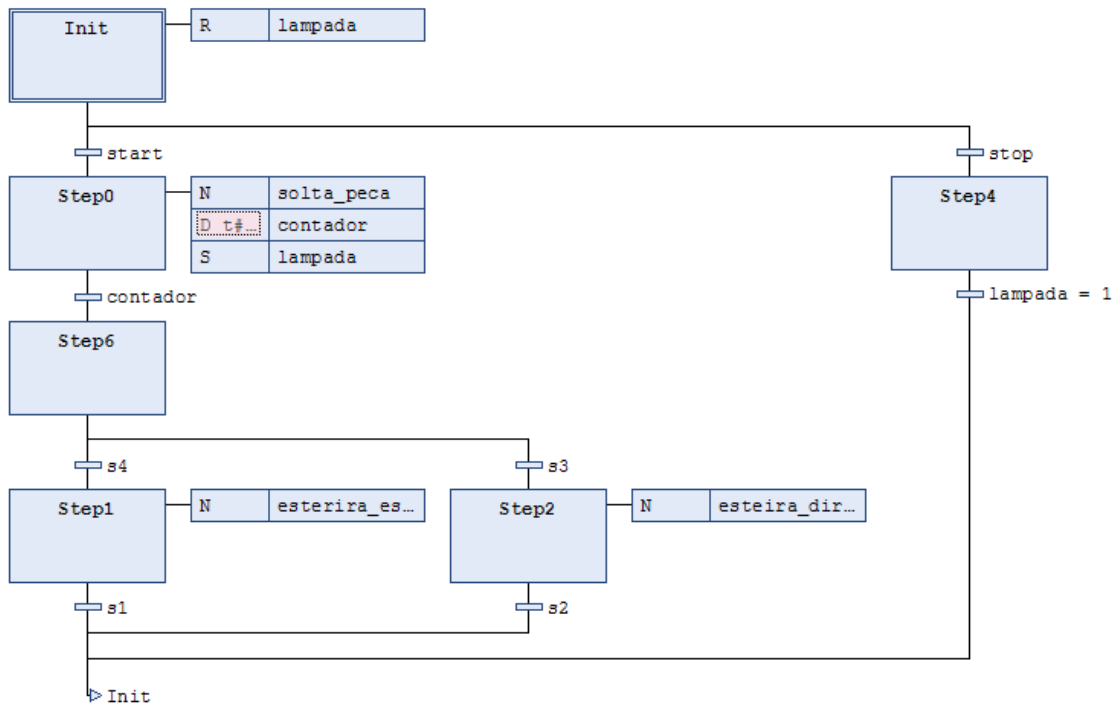 Init
R lampada
start
stop
Step0
N solta_peca
D t#… contador
S lampada
Step4
contador
lampada = 1
Step6
s4
s3
Step1
N esterira_es…
Step2
N esteira_dir…
s1
s2
Init